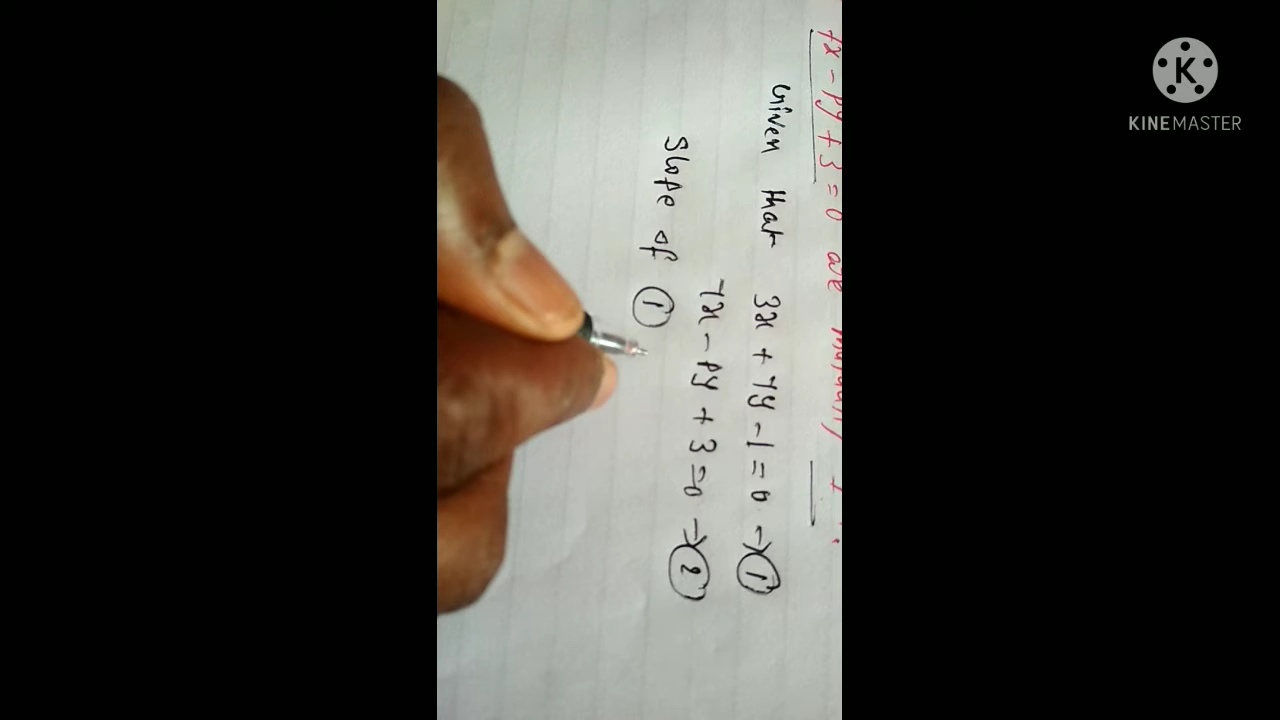 7x - py + 3 = 0 are
Given that 3x + 7y - 1 = 0 → ①
7x - py + 3 = 0 → ②
Slope of ①
KINEMASTER